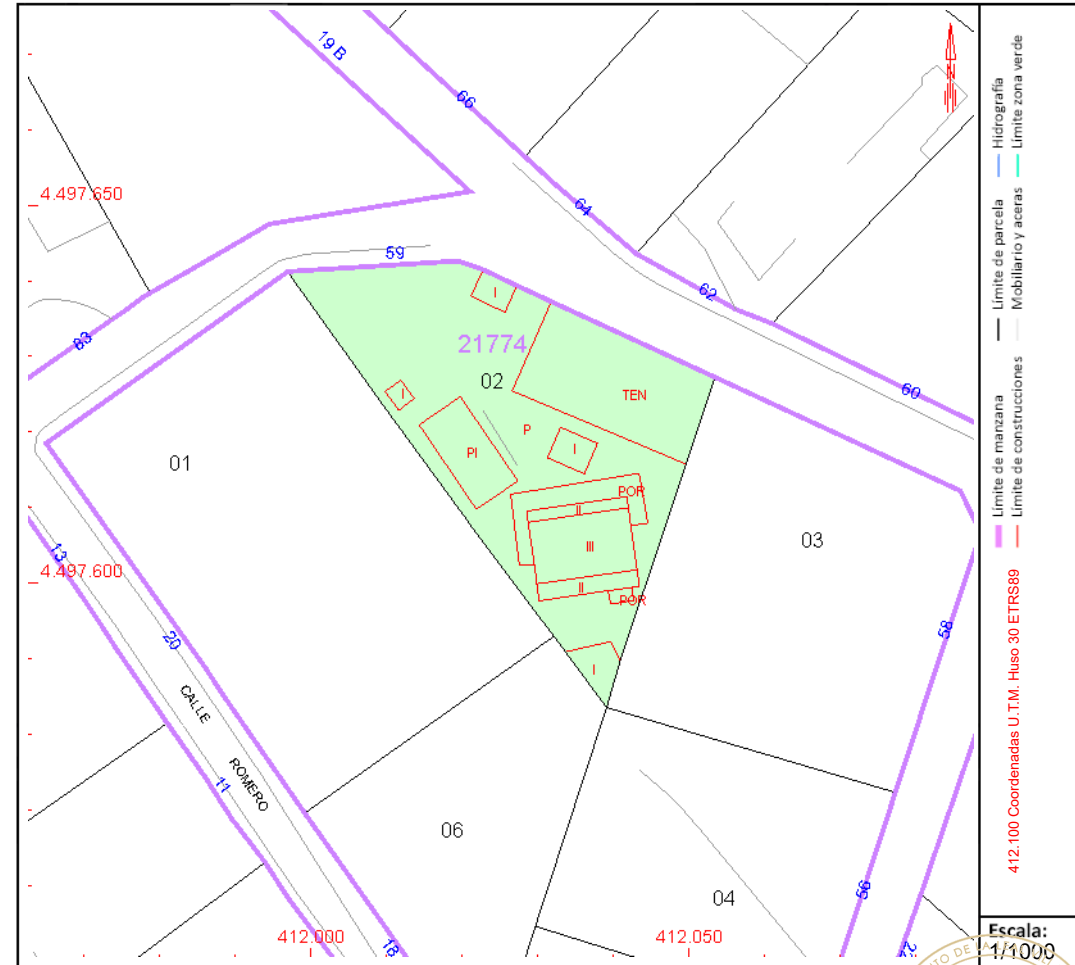 19 B
66
4.497.650
64
59
62
83
I
21774
02
I
TEN
60
01
P
PI
I
POR
II
III
03
13
4.497.600
II
POR
58
20
I
CALLE
ROMERO
11
06
56
04
412.000
412.050
18
N
Límite de manzana
Límite de parcela
Hidrografía
Límite de construcciones
Mobiliario y aceras
Límite zona verde
412.100 Coordenadas U.T.M. Huso 30 ETRS89
Escala:
1/1000